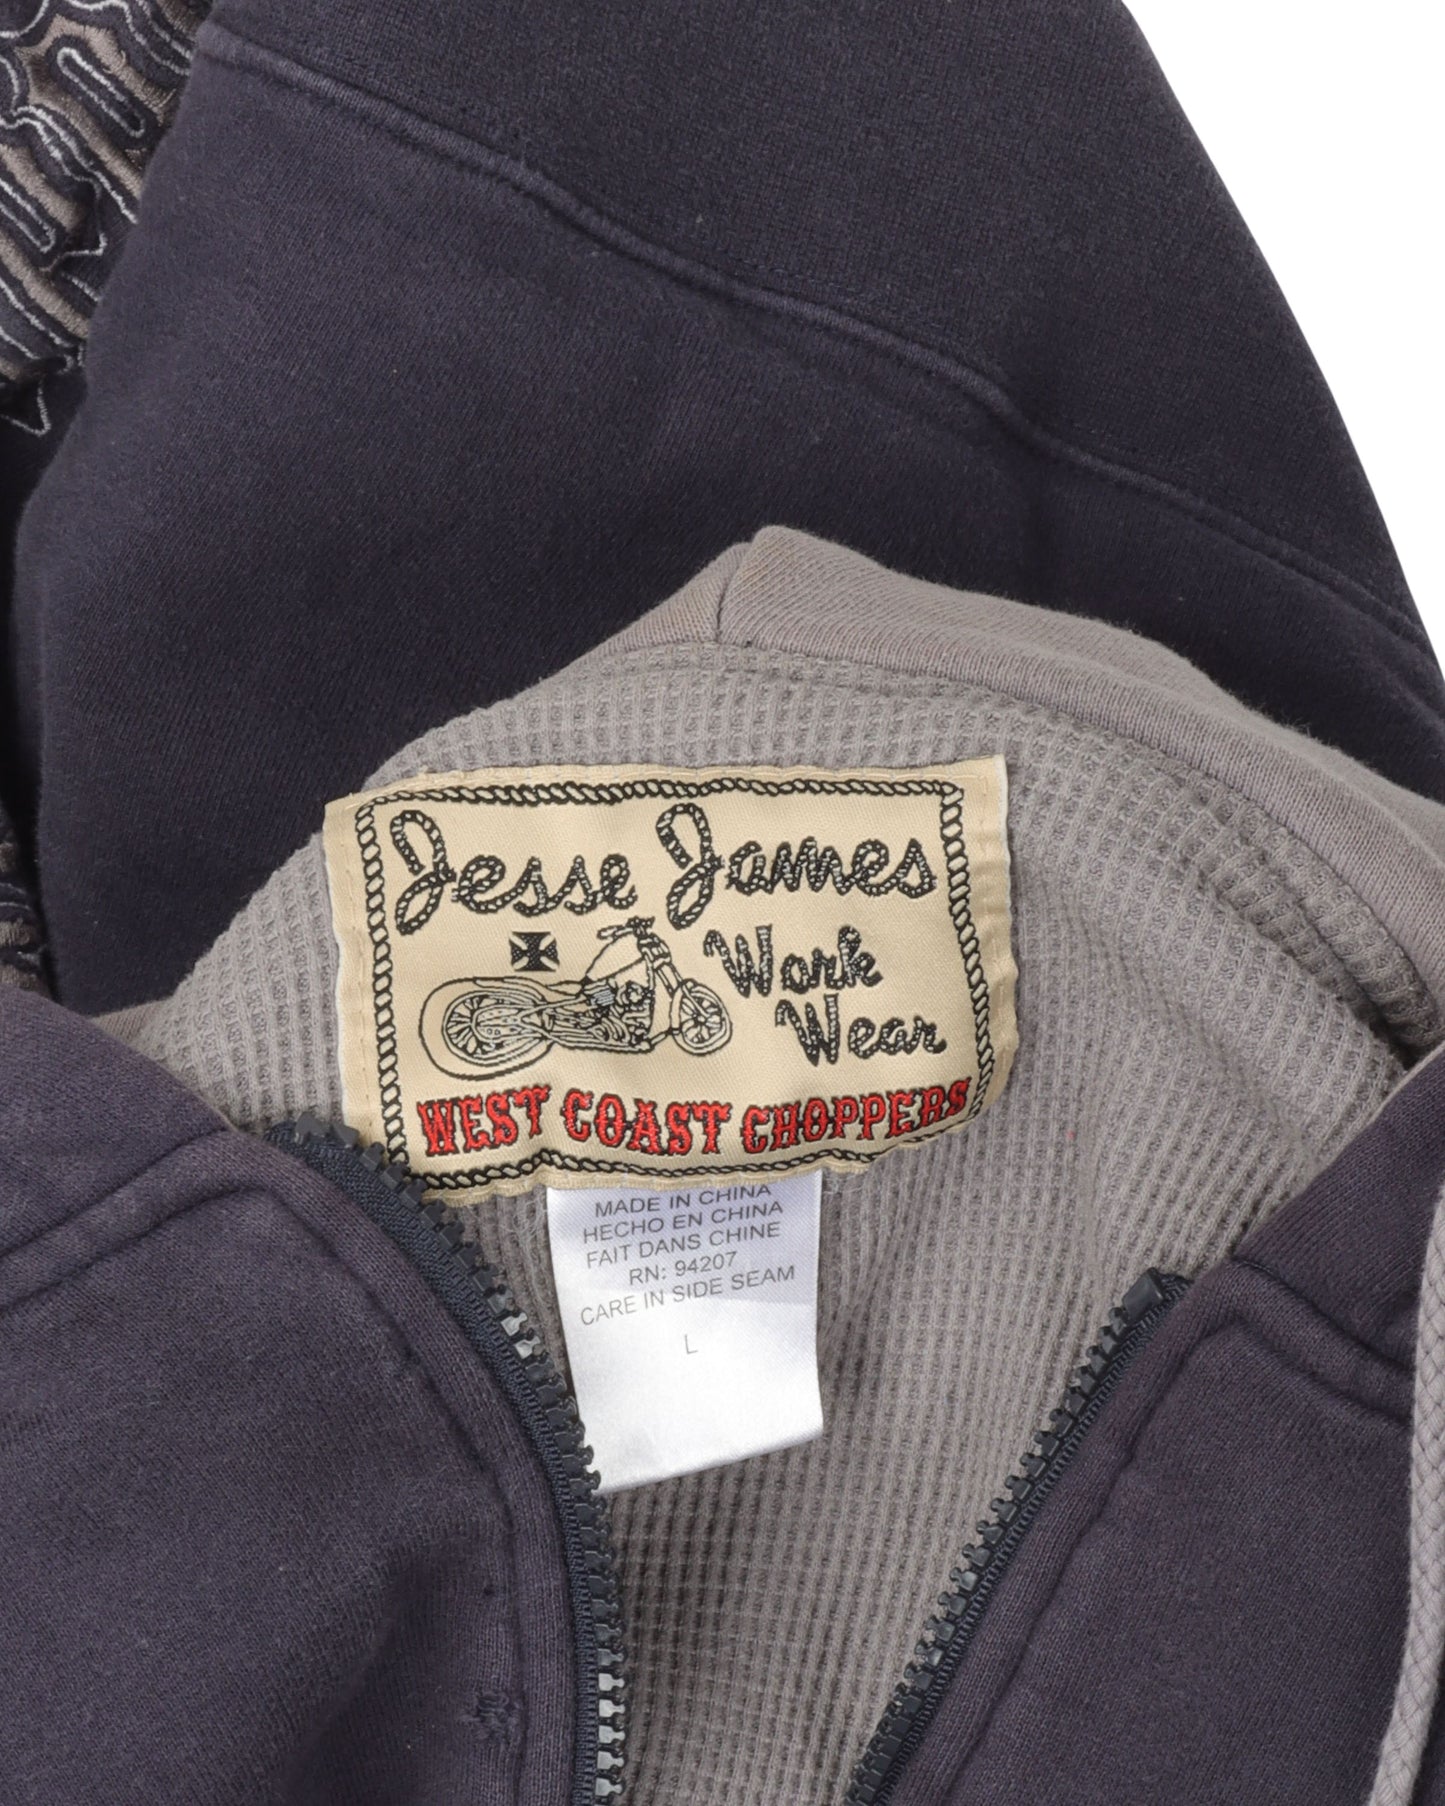 Jesse James
Work
Wear
WEST COAST CHOPPERS
MADE IN CHINA
HECHO EN CHINA
FAIT DANS CHINE
RN: 94207
CARE IN SIDE SEAM
L